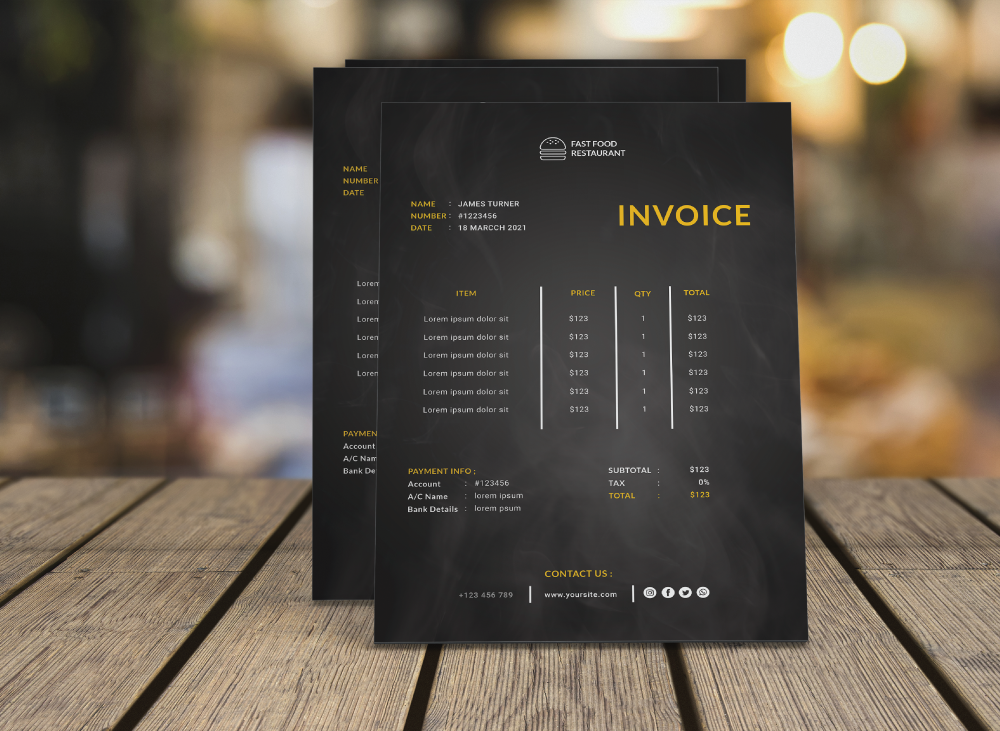 FAST FOOD
RESTAURANT
NAME : JAMES TURNER
NUMBER : #1223456
DATE : 18 MARCCH 2021
INVOICE
ITEM PRICE QTY TOTAL
Lorem ipsum dolor sit $123 1 $123
Lorem ipsum dolor sit $123 1 $123
Lorem ipsum dolor sit $123 1 $123
Lorem ipsum dolor sit $123 1 $123
Lorem ipsum dolor sit $123 1 $123
Lorem ipsum dolor sit $123 1 $123
PAYMENT INFO ;
Account : #123456
A/C Name : lorem ipsum
Bank Details : lorem psum
SUBTOTAL : $123
TAX : 0%
TOTAL : $123
CONTACT US :
+123 456 789 www.yoursite.com
NAME
NUMBER
DATE
Lorem
Lorem
Lorem
Lorem
Lorem
Lorem
PAYMEN
Account
A/C Nam
Bank De